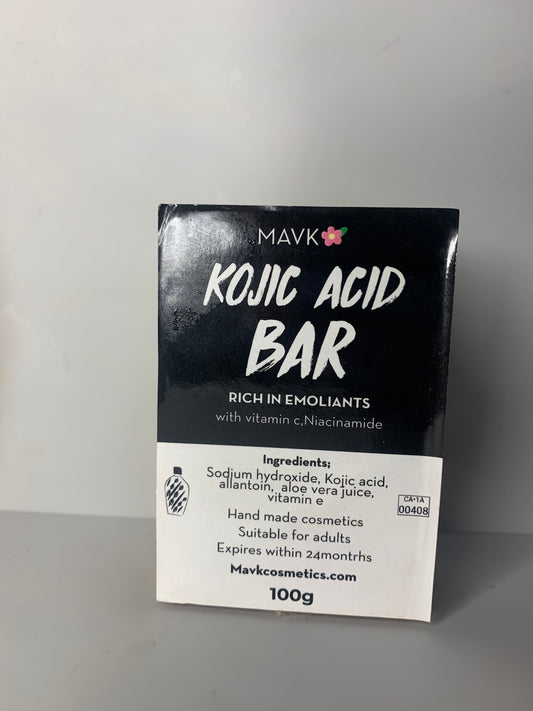 MAVK
KOJIC ACID
BAR
RICH IN EMOLIANTS
with vitamin c,Niacinamide
Ingredients;
Sodium hydroxide, Kojic acid,
allantoin, aloe vera juice,
vitamin e
CA-1A
00408
Hand made cosmetics
Suitable for adults
Expires within 24montrhs
Mavkcosmetics.com
100g